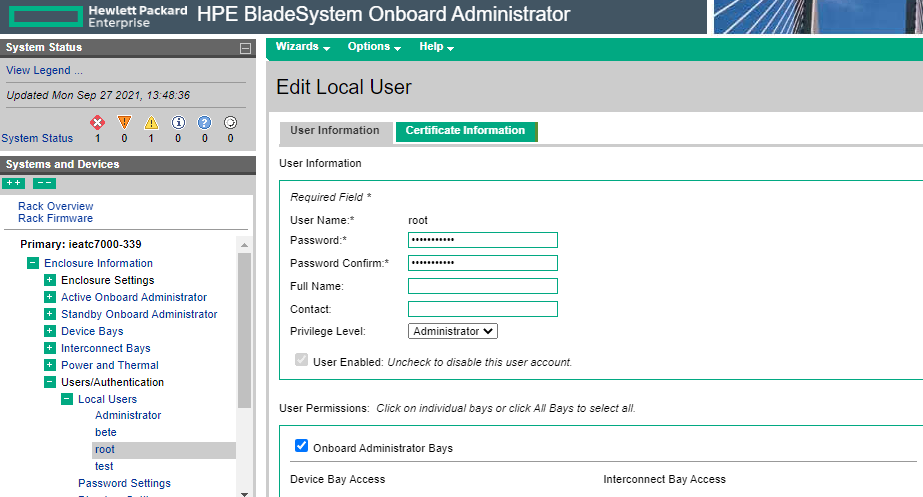 Hewlett Packard
Enterprise
HPE BladeSystem Onboard Administrator
System Status
View Legend ...
Updated Mon Sep 27 2021, 13:48:36
System Status 1 0 1 0 0 0
Systems and Devices
Rack Overview
Rack Firmware
Primary: ieatc7000-339
Enclosure Information
Enclosure Settings
Active Onboard Administrator
Standby Onboard Administrator
Device Bays
Interconnect Bays
Power and Thermal
Users/Authentication
Local Users
Administrator
bete
root
test
Password Settings
Wizards Options Help
Edit Local User
User Information Certificate Information
User Information
Required Field *
User Name:* root
Password:* •••••••••••
Password Confirm:* •••••••••••
Full Name:
Contact:
Privilege Level: Administrator
User Enabled: Uncheck to disable this user account.
User Permissions: Click on individual bays or click All Bays to select all.
Onboard Administrator Bays
Device Bay Access Interconnect Bay Access